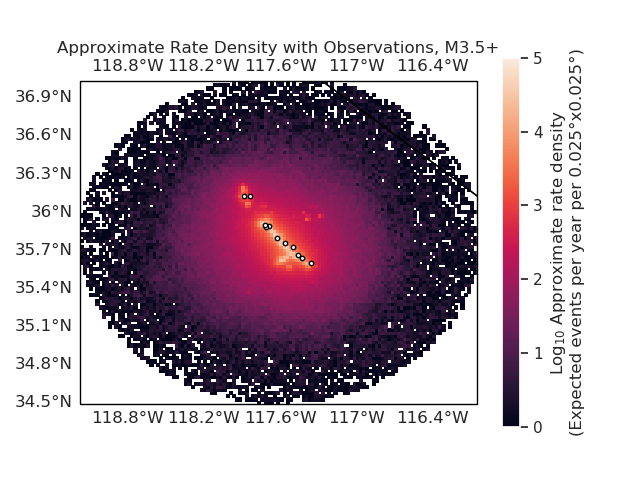 Approximate Rate Density with Observations, M3.5+
118.8°W 118.2°W 117.6°W 117°W 116.4°W
36.9°N
36.6°N
36.3°N
36°N
35.7°N
35.4°N
35.1°N
34.8°N
34.5°N
118.8°W 118.2°W 117.6°W 117°W 116.4°W
5
4
3
2
1
0
Log₁₀ Approximate rate density
(Expected events per year per 0.025°x0.025°)